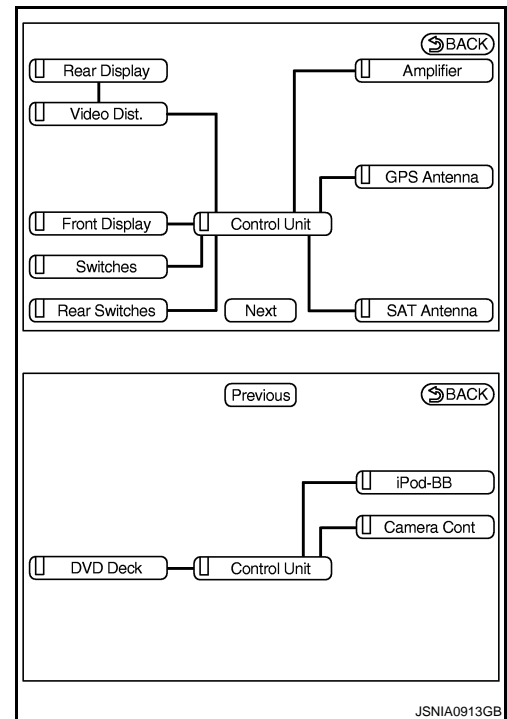 BACK
Rear Display
Amplifier
Video Dist.
GPS Antenna
Front Display
Control Unit
Switches
Rear Switches
Next
SAT Antenna
Previous
BACK
iPod-BB
Camera Cont
DVD Deck
Control Unit
JSNIA0913GB